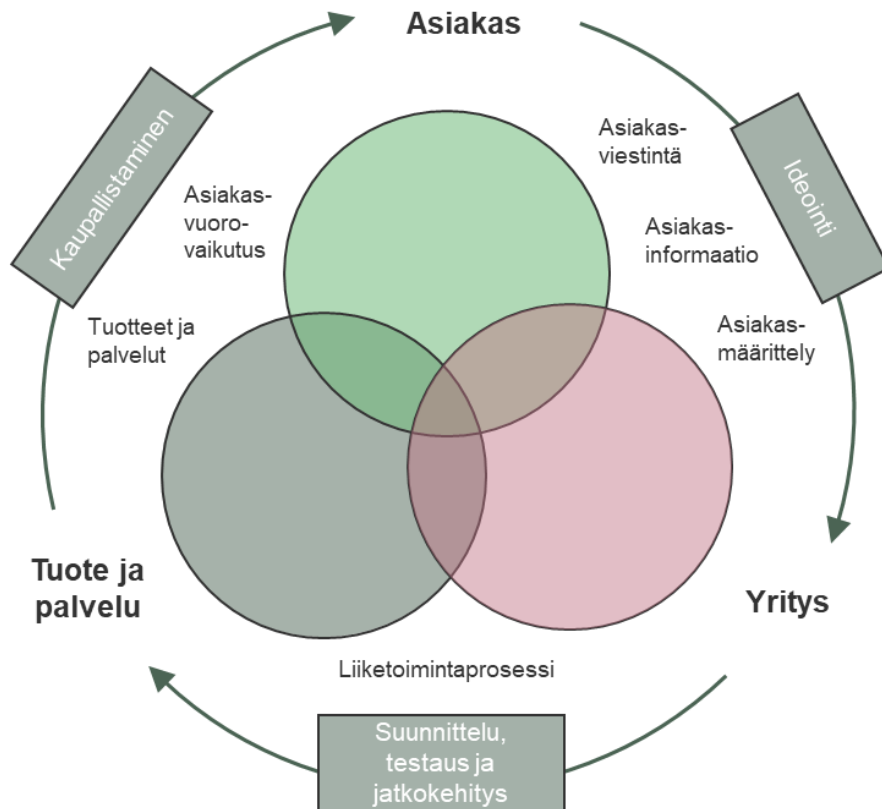 Asiakas
Kaupallistaminen
Ideointi
Asiakas-
viestintä
Asiakas-
vuoro-
vaikutus
Asiakas-
informaatio
Tuotteet ja
palvelut
Asiakas-
määrittely
Tuote ja
palvelu
Yritys
Liiketoimintaprosessi
Suunnittelu,
testaus ja
jatkokehitys